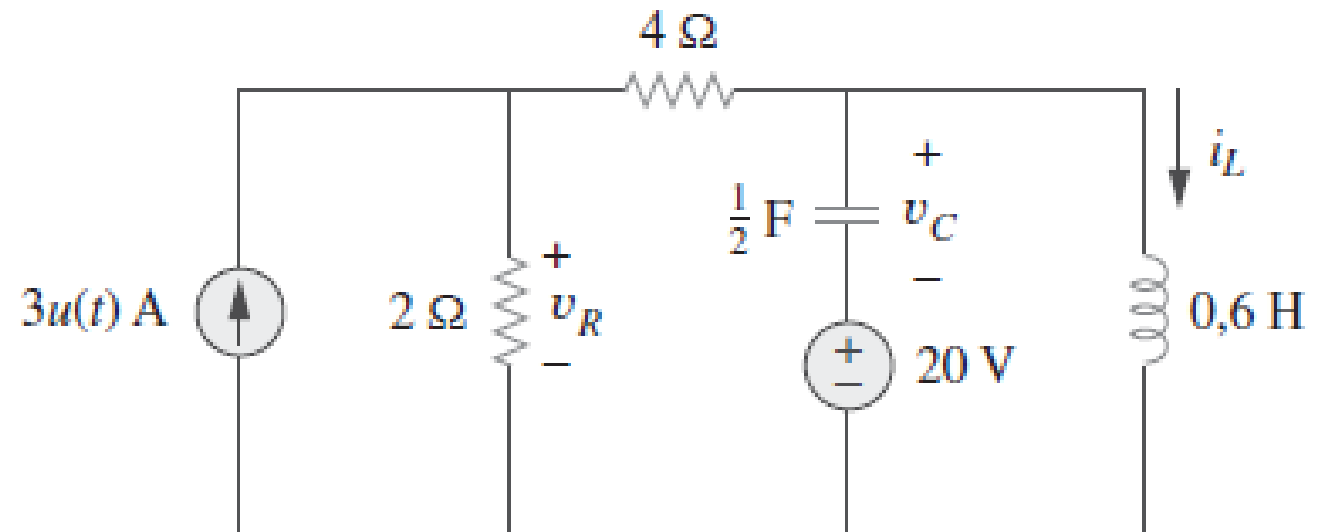 4 Ω
3u(t) A
2 Ω
+
v_R
−
½ F
+
v_C
−
+
−
20 V
i_L
0,6 H